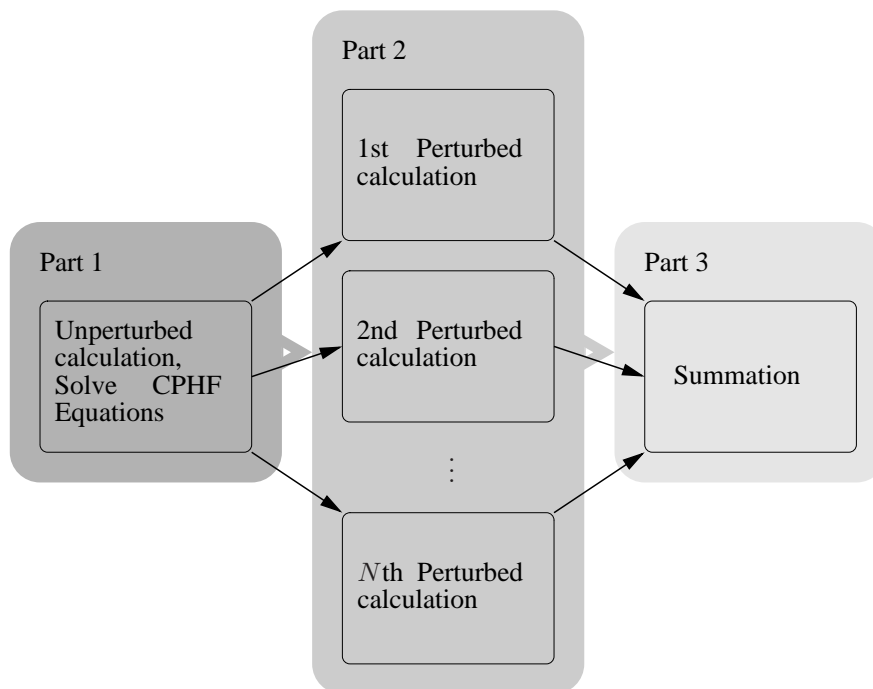 Part 1
Unperturbed
calculation,
Solve CPHF
Equations
Part 2
1st Perturbed
calculation
2nd Perturbed
calculation
⋮
Nth Perturbed
calculation
Part 3
Summation